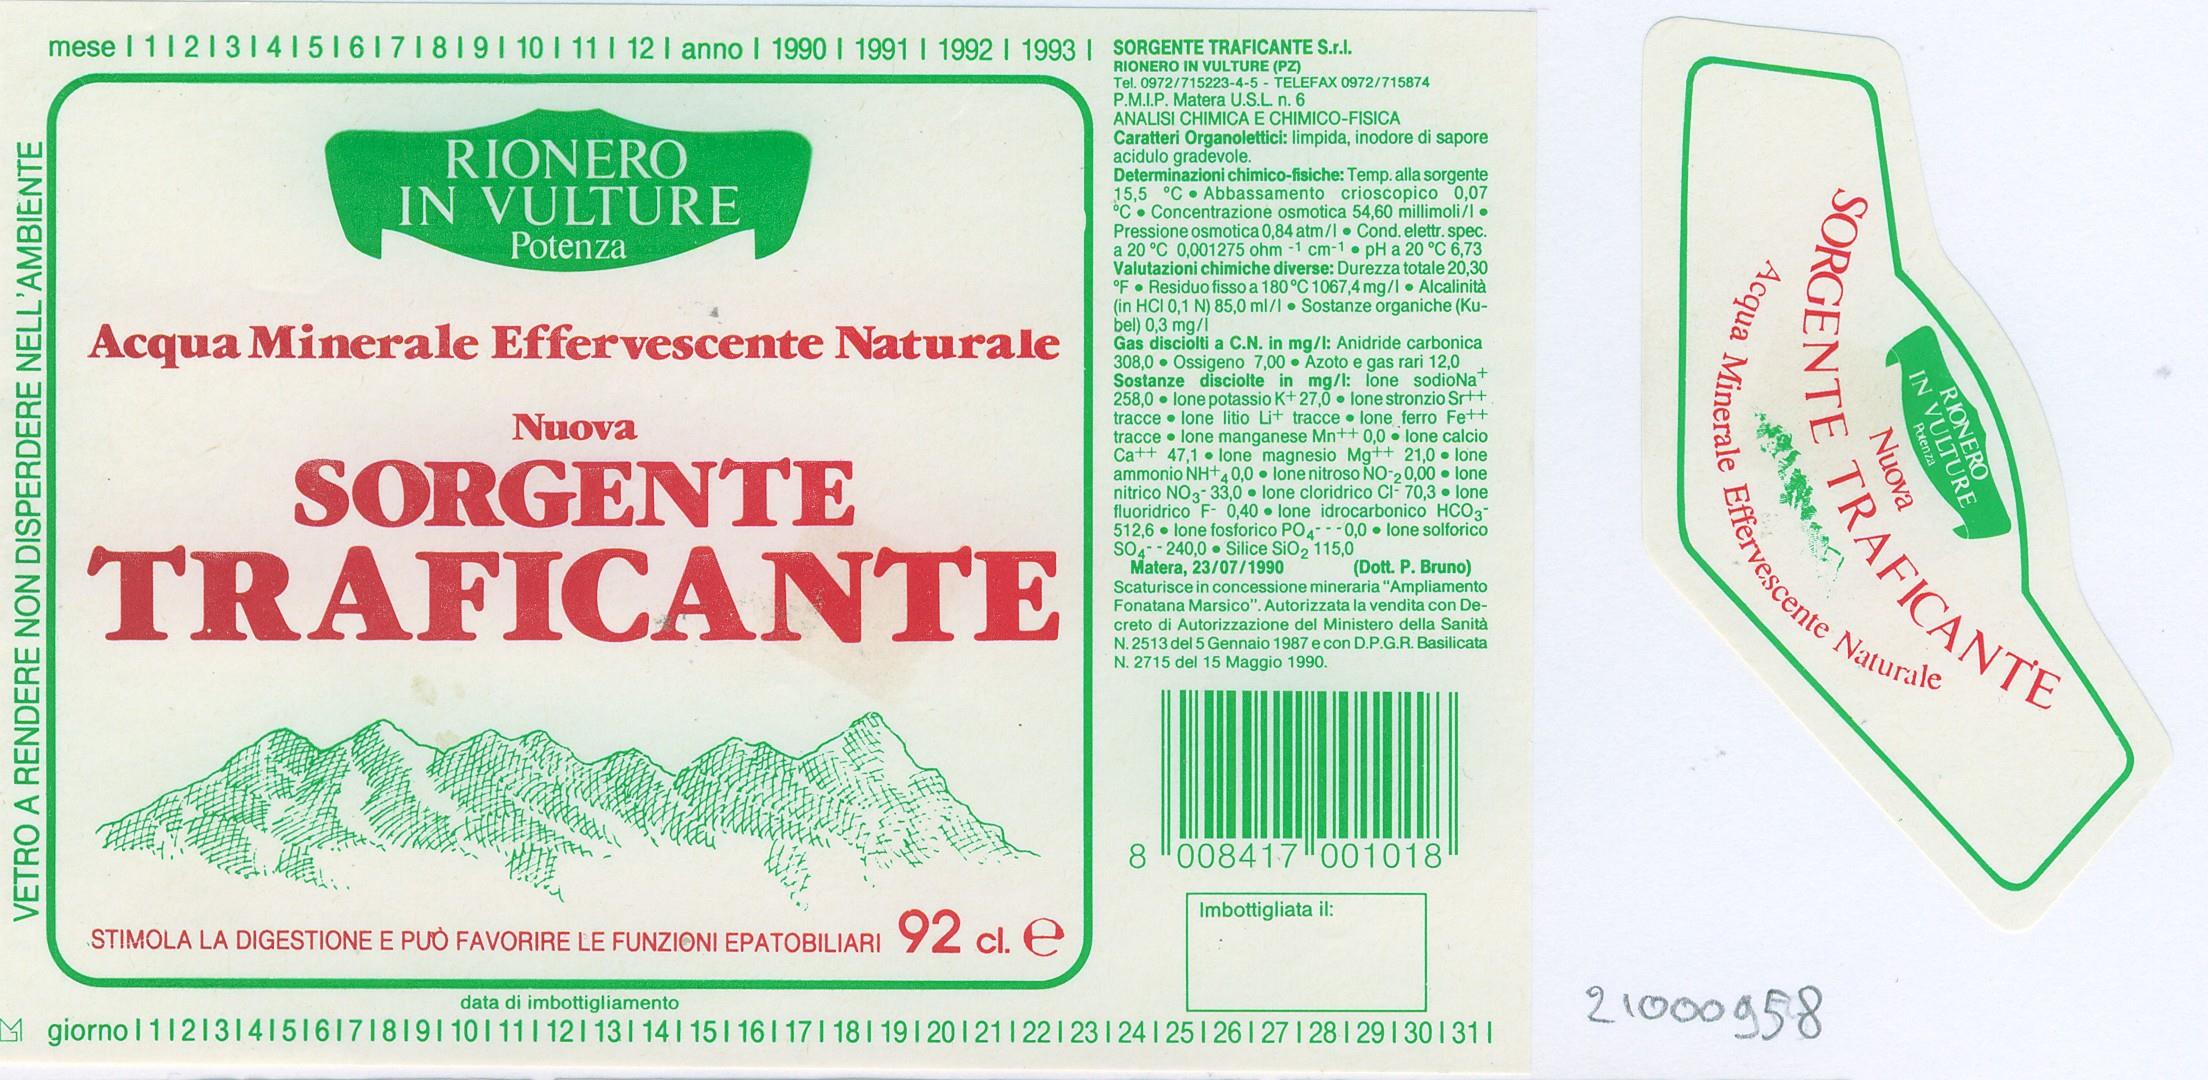 mese | 1 | 2 | 3 | 4 | 5 | 6 | 7 | 8 | 9 | 10 | 11 | 12 | anno | 1990 | 1991 | 1992 | 1993 |
VETRO A RENDERE NON DISPERDERE NELL'AMBIENTE
RIONERO
IN VULTURE
Potenza
Acqua Minerale Effervescente Naturale
Nuova
SORGENTE
TRAFICANTE
STIMOLA LA DIGESTIONE E PUÒ FAVORIRE LE FUNZIONI EPATOBILIARI 92 cl. e
data di imbottigliamento
giorno | 1 | 2 | 3 | 4 | 5 | 6 | 7 | 8 | 9 | 10 | 11 | 12 | 13 | 14 | 15 | 16 | 17 | 18 | 19 | 20 | 21 | 22 | 23 | 24 | 25 | 26 | 27 | 28 | 29 | 30 | 31 |
SORGENTE TRAFICANTE S.r.l.
RIONERO IN VULTURE (PZ)
Tel. 0972/715223-4-5 - TELEFAX 0972/715874
P.M.I.P. Matera U.S.L. n. 6
ANALISI CHIMICA E CHIMICO-FISICA
Caratteri Organolettici: limpida, inodore di sapore
acidulo gradevole.
Determinazioni chimico-fisiche: Temp. alla sorgente
15,5 °C • Abbassamento crioscopico 0,07
°C • Concentrazione osmotica 54,60 millimoli/l •
Pressione osmotica 0,84 atm/l • Cond. elettr. spec.
a 20 °C 0,001275 ohm -1 cm-1 • pH a 20 °C 6,73
Valutazioni chimiche diverse: Durezza totale 20,30
°F • Residuo fisso a 180 °C 1067,4 mg/l • Alcalinità
(in HCl 0,1 N) 85,0 ml/l • Sostanze organiche (Ku-
bel) 0,3 mg/l
Gas disciolti a C.N. in mg/l: Anidride carbonica
308,0 • Ossigeno 7,00 • Azoto e gas rari 12,0
Sostanze disciolte in mg/l: Ione sodioNa+
258,0 • Ione potassio K+ 27,0 • Ione stronzio Sr++
tracce • Ione litio Li+ tracce • Ione ferro Fe++
tracce • Ione manganese Mn++ 0,0 • Ione calcio
Ca++ 47,1 • Ione magnesio Mg++ 21,0 • Ione
ammonio NH+4 0,0 • Ione nitroso NO-2 0,00 • Ione
nitrico NO3- 33,0 • Ione cloridrico Cl- 70,3 • Ione
fluoridrico F- 0,40 • Ione idrocarbonico HCO3-
512,6 • Ione fosforico PO4--- 0,0 • Ione solforico
SO4-- 240,0 • Silice SiO2 115,0
Matera, 23/07/1990 (Dott. P. Bruno)
Scaturisce in concessione mineraria "Ampliamento
Fonatana Marsico". Autorizzata la vendita con De-
creto di Autorizzazione del Ministero della Sanità
N. 2513 del 5 Gennaio 1987 e con D.P.G.R. Basilicata
N. 2715 del 15 Maggio 1990.
8 008417 001018
Imbottigliata il:
RIONERO
IN VULTURE
Potenza
Nuova
SORGENTE TRAFICANTE
Acqua Minerale Effervescente Naturale
21000958